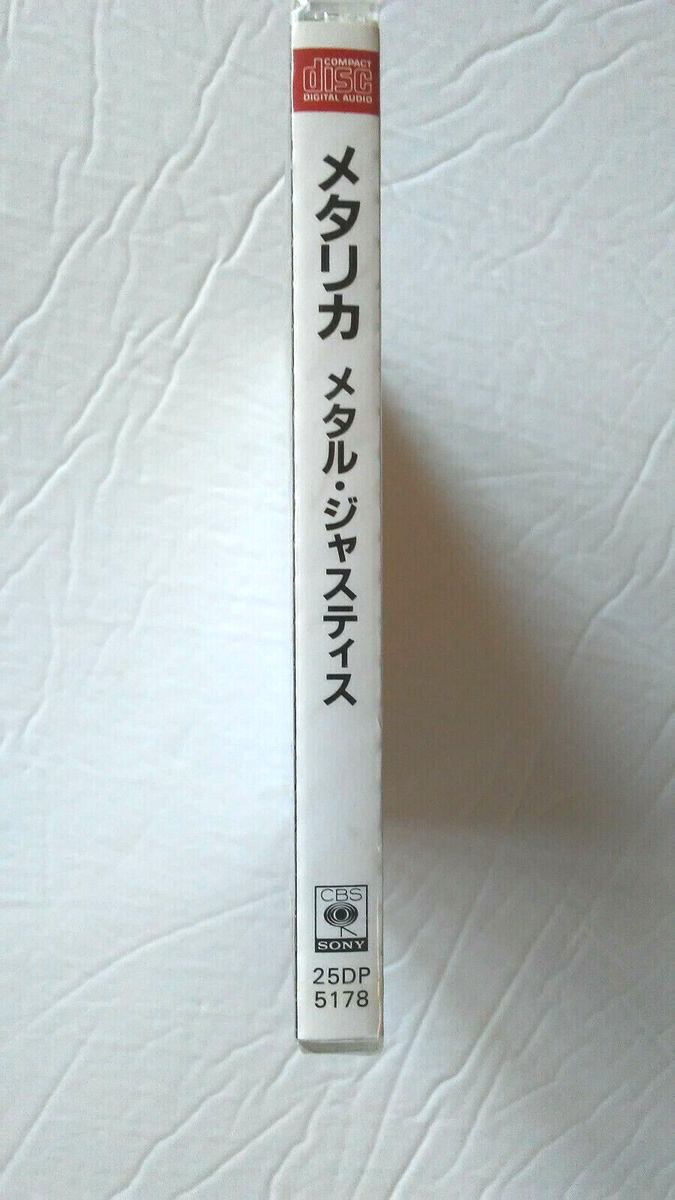 COMPACT
disc
DIGITAL AUDIO
メタリカ メタル・ジャスティス
CBS
SONY
25DP
5178